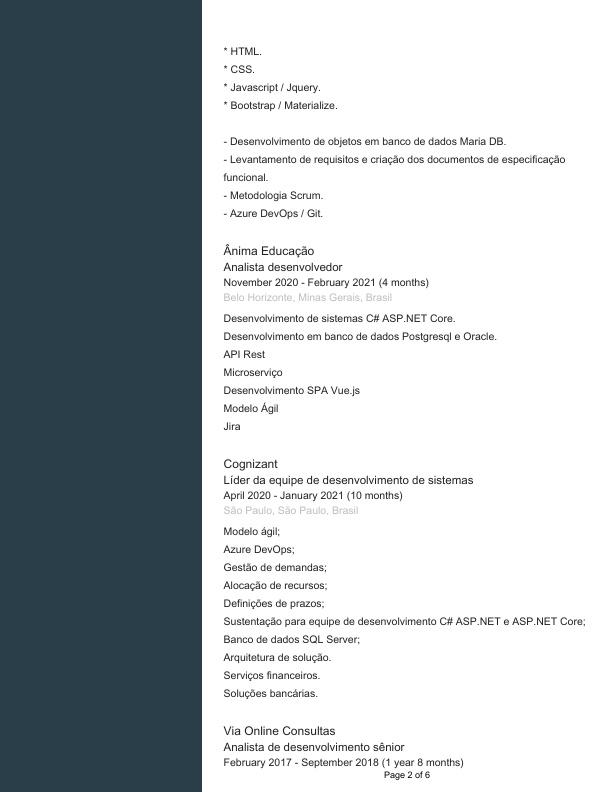 * HTML.
* CSS.
* Javascript / Jquery.
* Bootstrap / Materialize.
- Desenvolvimento de objetos em banco de dados Maria DB.
- Levantamento de requisitos e criação dos documentos de especificação
funcional.
- Metodologia Scrum.
- Azure DevOps / Git.
Ânima Educação
Analista desenvolvedor
November 2020 - February 2021 (4 months)
Belo Horizonte, Minas Gerais, Brasil
Desenvolvimento de sistemas C# ASP.NET Core.
Desenvolvimento em banco de dados Postgresql e Oracle.
API Rest
Microserviço
Desenvolvimento SPA Vue.js
Modelo Ágil
Jira
Cognizant
Líder da equipe de desenvolvimento de sistemas
April 2020 - January 2021 (10 months)
São Paulo, São Paulo, Brasil
Modelo ágil;
Azure DevOps;
Gestão de demandas;
Alocação de recursos;
Definições de prazos;
Sustentação para equipe de desenvolvimento C# ASP.NET e ASP.NET Core;
Banco de dados SQL Server;
Arquitetura de solução.
Serviços financeiros.
Soluções bancárias.
Via Online Consultas
Analista de desenvolvimento sênior
February 2017 - September 2018 (1 year 8 months)
Page 2 of 6